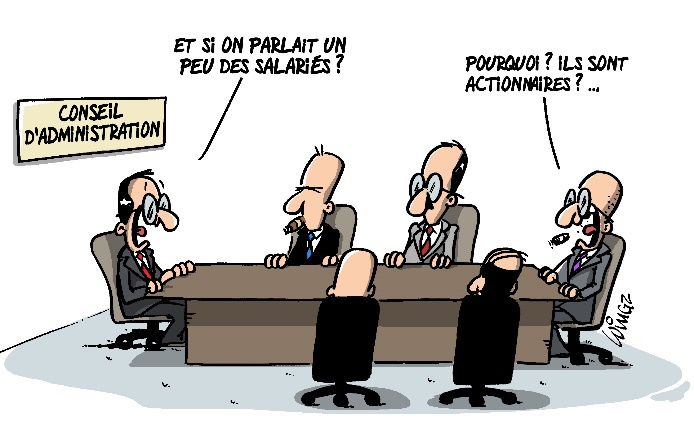 ET SI ON PARLAIT UN
PEU DES SALARIÉS ?
POURQUOI ? ILS SONT
ACTIONNAIRES ? ...
CONSEIL
D'ADMINISTRATION